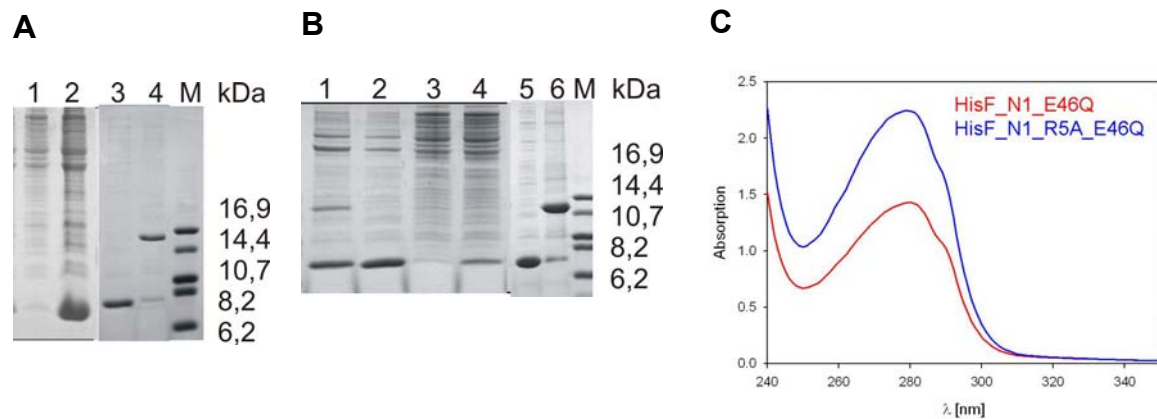 A
1 2 3 4 M kDa
16,9
14,4
10,7
8,2
6,2
B
1 2 3 4 5 6 M kDa
16,9
14,4
10,7
8,2
6,2
C
2.5
2.0
1.5
1.0
0.5
0.0
Absorption
HisF_N1_E46Q
HisF_N1_R5A_E46Q
240 260 280 300 320 340
λ [nm]